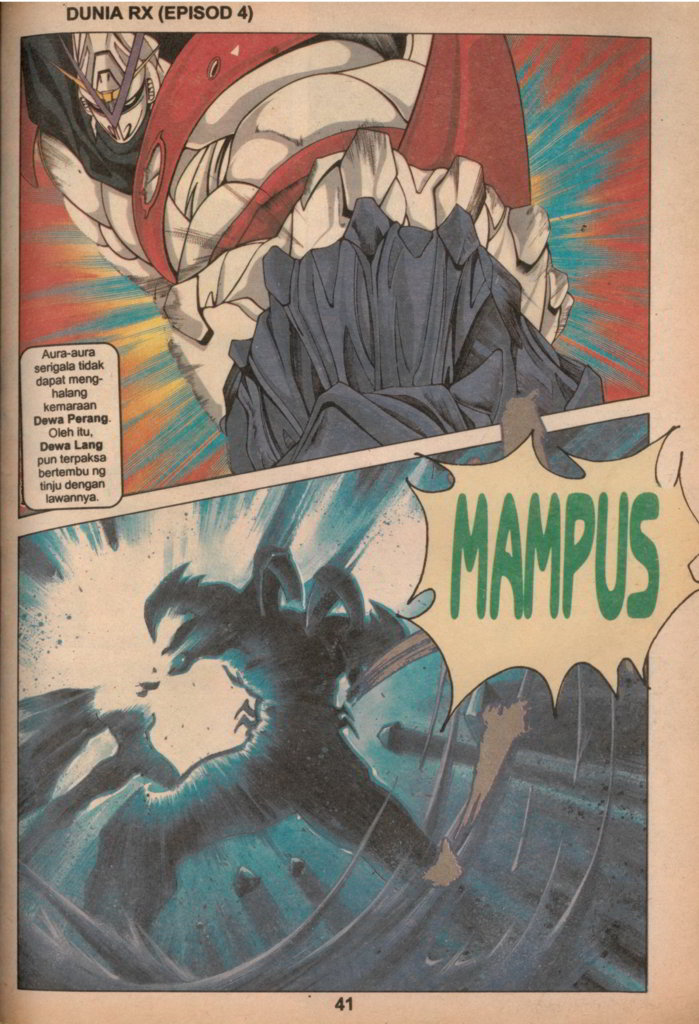 DUNIA RX (EPISOD 4)
Aura-aura
serigala tidak
dapat meng-
halang
kemaraan
Dewa Perang.
Oleh itu,
Dewa Lang
pun terpaksa
bertembu ng
tinju dengan
lawannya.
MAMPUS
41